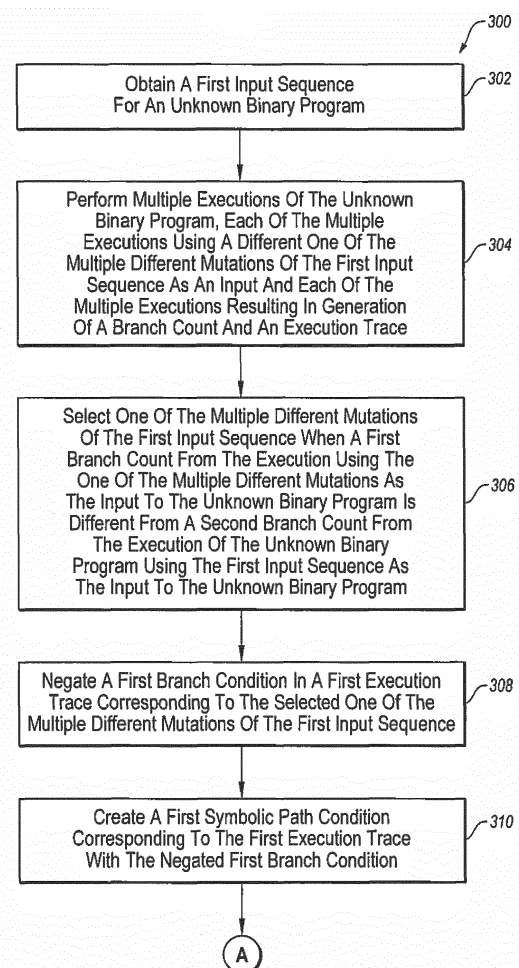 300
Obtain A First Input Sequence
For An Unknown Binary Program
302
Perform Multiple Executions Of The Unknown
Binary Program, Each Of The Multiple
Executions Using A Different One Of The
Multiple Different Mutations Of The First Input
Sequence As An Input And Each Of The
Multiple Executions Resulting In Generation
Of A Branch Count And An Execution Trace
304
Select One Of The Multiple Different Mutations
Of The First Input Sequence When A First
Branch Count From The Execution Using The
One Of The Multiple Different Mutations As
The Input To The Unknown Binary Program Is
Different From A Second Branch Count From
The Execution Of The Unknown Binary
Program Using The First Input Sequence As
The Input To The Unknown Binary Program
306
Negate A First Branch Condition In A First Execution
Trace Corresponding To The Selected One Of The
Multiple Different Mutations Of The First Input Sequence
308
Create A First Symbolic Path Condition
Corresponding To The First Execution Trace
With The Negated First Branch Condition
310
A